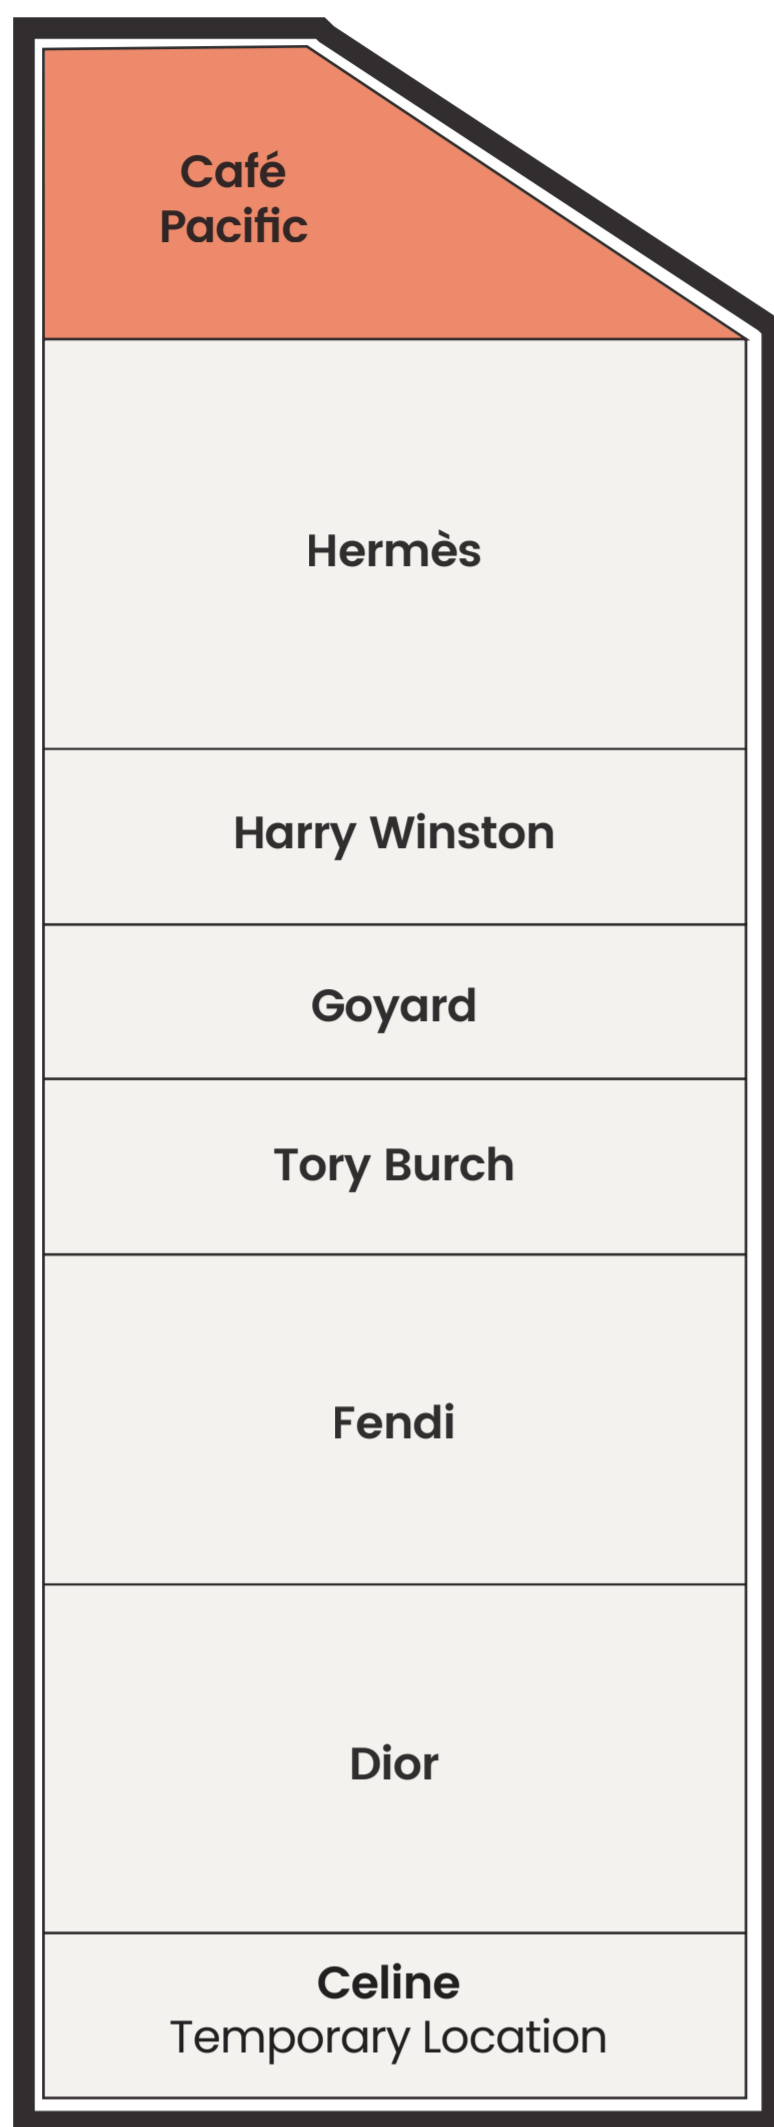 Café
Pacific
Hermès
Harry Winston
Goyard
Tory Burch
Fendi
Dior
Celine
Temporary Location